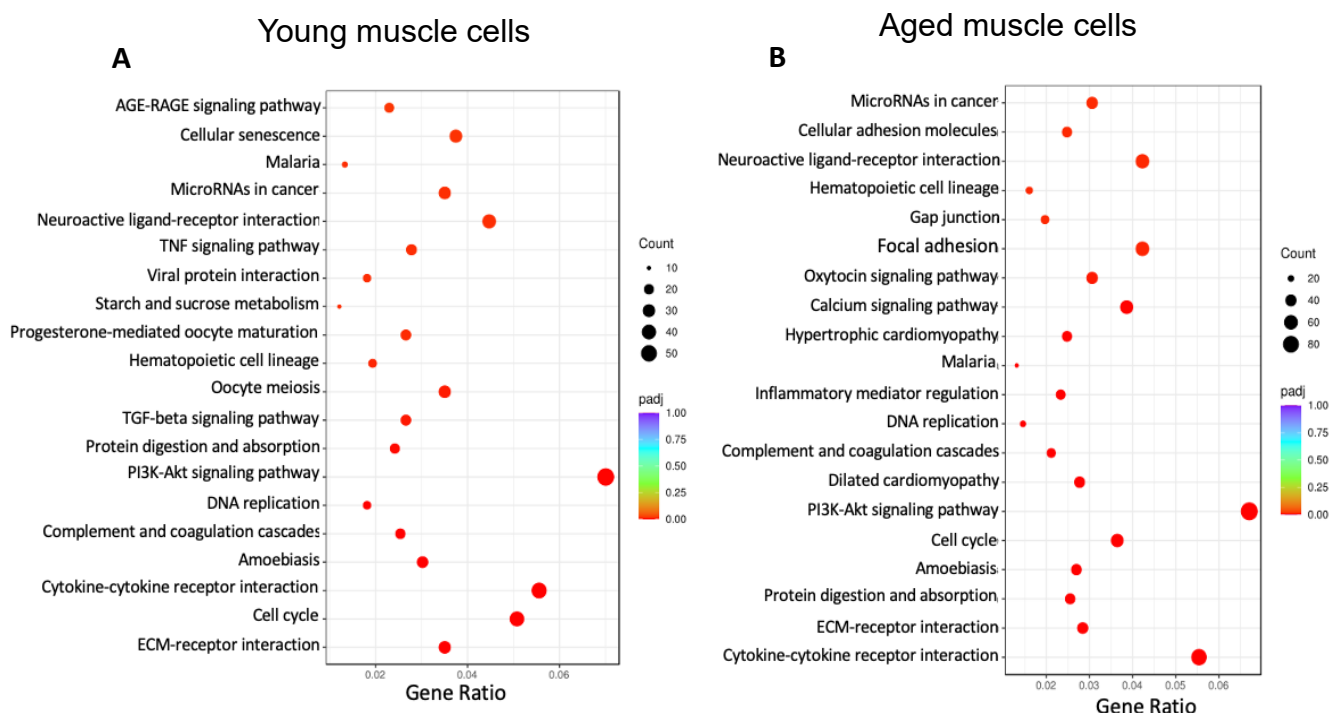 Young muscle cells
A
AGE-RAGE signaling pathway
Cellular senescence
Malaria
MicroRNAs in cancer
Neuroactive ligand-receptor interaction
TNF signaling pathway
Viral protein interaction
Starch and sucrose metabolism
Progesterone-mediated oocyte maturation
Hematopoietic cell lineage
Oocyte meiosis
TGF-beta signaling pathway
Protein digestion and absorption
PI3K-Akt signaling pathway
DNA replication
Complement and coagulation cascades
Amoebiasis
Cytokine-cytokine receptor interaction
Cell cycle
ECM-receptor interaction
0.02 0.04 0.06
Gene Ratio
Count
10
20
30
40
50
padj
1.00
0.75
0.50
0.25
0.00
Aged muscle cells
B
MicroRNAs in cancer
Cellular adhesion molecules
Neuroactive ligand-receptor interaction
Hematopoietic cell lineage
Gap junction
Focal adhesion
Oxytocin signaling pathway
Calcium signaling pathway
Hypertrophic cardiomyopathy
Malaria
Inflammatory mediator regulation
DNA replication
Complement and coagulation cascades
Dilated cardiomyopathy
PI3K-Akt signaling pathway
Cell cycle
Amoebiasis
Protein digestion and absorption
ECM-receptor interaction
Cytokine-cytokine receptor interaction
0.02 0.03 0.04 0.05 0.06
Gene Ratio
Count
20
40
60
80
padj
1.00
0.75
0.50
0.25
0.00